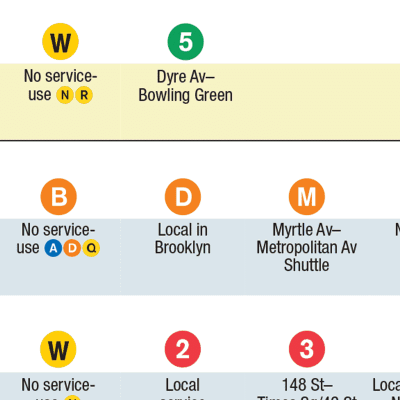 W 5
No service- Dyre Av–
use N R Bowling Green
B D M
No service- Local in Myrtle Av–
use A D Q Brooklyn Metropolitan Av
Shuttle
W 2 3
No service- Local 148 St– Loca